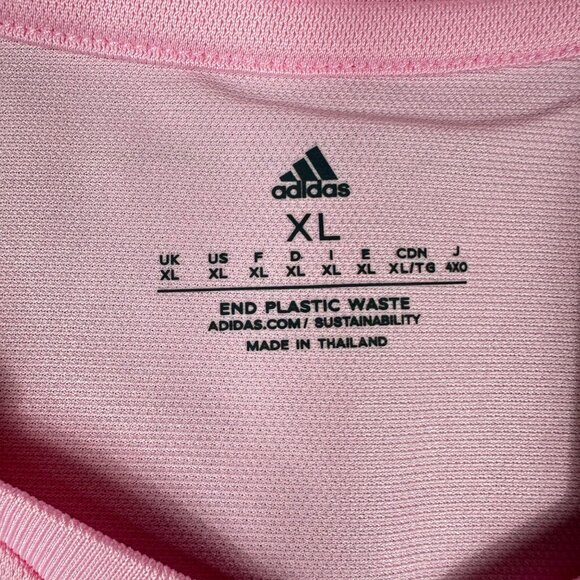 adidas
XL
UK US F D I E CDN J
XL XL XL XL XL XL XL/TG 4XO
END PLASTIC WASTE
ADIDAS.COM/ SUSTAINABILITY
MADE IN THAILAND